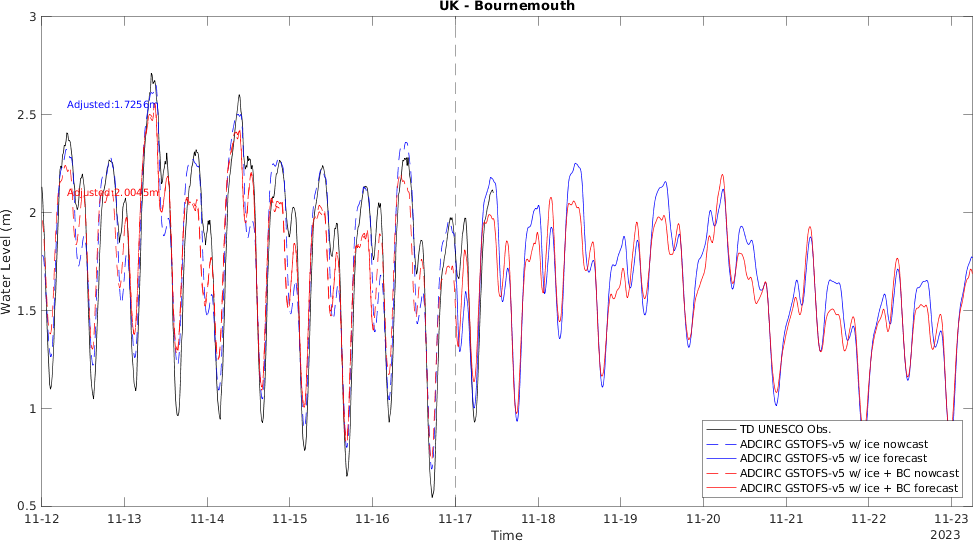 UK - Bournemouth
Water Level (m)
3
2.5
2
1.5
1
0.5
Adjusted:1.7256m
Adjusted:2.0045m
TD UNESCO Obs.
ADCIRC GSTOFS-v5 w/ ice nowcast
ADCIRC GSTOFS-v5 w/ ice forecast
ADCIRC GSTOFS-v5 w/ ice + BC nowcast
ADCIRC GSTOFS-v5 w/ ice + BC forecast
11-12 11-13 11-14 11-15 11-16 11-17 11-18 11-19 11-20 11-21 11-22 11-23
Time
2023